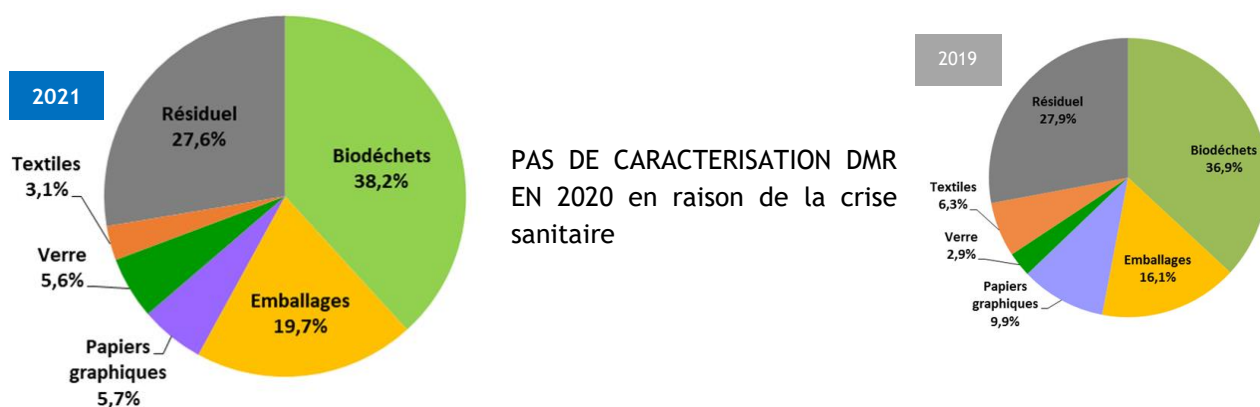 2021
Résiduel
27,6%
Biodéchets
38,2%
Textiles
3,1%
Verre
5,6%
Emballages
19,7%
Papiers
graphiques
5,7%
PAS DE CARACTERISATION DMR
EN 2020 en raison de la crise
sanitaire
2019
Résiduel
27,9%
Biodéchets
36,9%
Textiles
6,3%
Verre
2,9%
Emballages
16,1%
Papiers
graphiques
9,9%